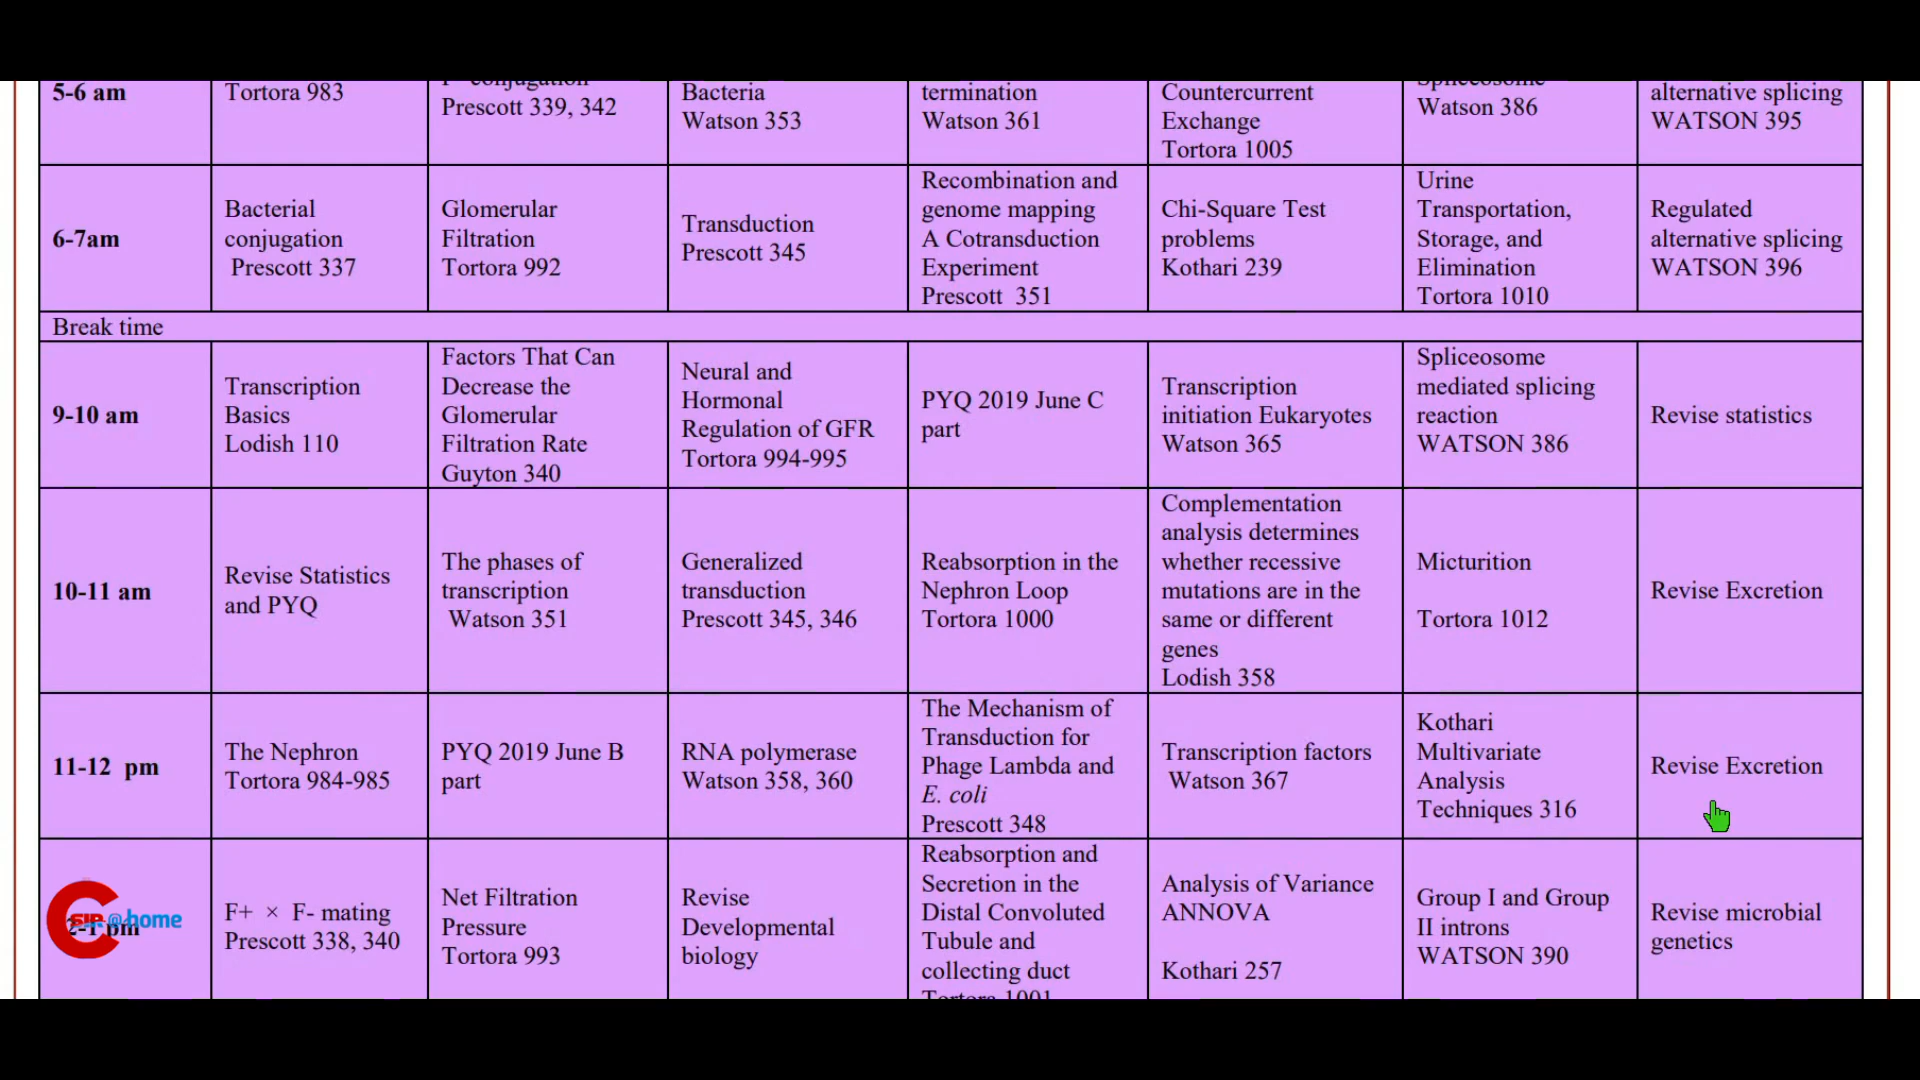 5-6 am
Tortora 983
F- conjugation
Prescott 339, 342
Bacteria
Watson 353
termination
Watson 361
Countercurrent
Exchange
Tortora 1005
Spliceosome
Watson 386
alternative splicing
WATSON 395
6-7am
Bacterial
conjugation
Prescott 337
Glomerular
Filtration
Tortora 992
Transduction
Prescott 345
Recombination and
genome mapping
A Cotransduction
Experiment
Prescott 351
Chi-Square Test
problems
Kothari 239
Urine
Transportation,
Storage, and
Elimination
Tortora 1010
Regulated
alternative splicing
WATSON 396
Break time
9-10 am
Transcription
Basics
Lodish 110
Factors That Can
Decrease the
Glomerular
Filtration Rate
Guyton 340
Neural and
Hormonal
Regulation of GFR
Tortora 994-995
PYQ 2019 June C
part
Transcription
initiation Eukaryotes
Watson 365
Spliceosome
mediated splicing
reaction
WATSON 386
Revise statistics
10-11 am
Revise Statistics
and PYQ
The phases of
transcription
Watson 351
Generalized
transduction
Prescott 345, 346
Reabsorption in the
Nephron Loop
Tortora 1000
Complementation
analysis determines
whether recessive
mutations are in the
same or different
genes
Lodish 358
Micturition
Tortora 1012
Revise Excretion
11-12 pm
The Nephron
Tortora 984-985
PYQ 2019 June B
part
RNA polymerase
Watson 358, 360
The Mechanism of
Transduction for
Phage Lambda and
E. coli
Prescott 348
Transcription factors
Watson 367
Kothari
Multivariate
Analysis
Techniques 316
Revise Excretion
CSIR@home
F+ × F- mating
Prescott 338, 340
Net Filtration
Pressure
Tortora 993
Revise
Developmental
biology
Reabsorption and
Secretion in the
Distal Convoluted
Tubule and
collecting duct
Tortora 1001
Analysis of Variance
ANNOVA
Kothari 257
Group I and Group
II introns
WATSON 390
Revise microbial
genetics